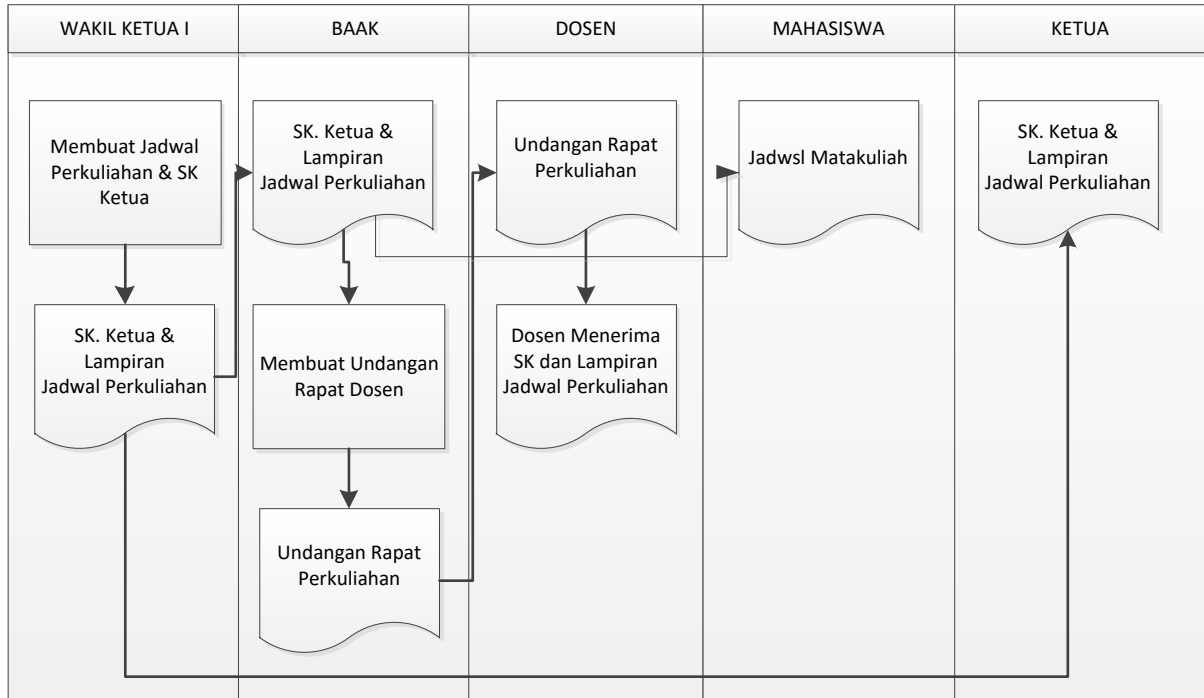 WAKIL KETUA I
BAAK
DOSEN
MAHASISWA
KETUA
Membuat Jadwal
Perkuliahan & SK
Ketua
SK. Ketua &
Lampiran
Jadwal Perkuliahan
Undangan Rapat
Perkuliahan
Jadwsl Matakuliah
SK. Ketua &
Lampiran
Jadwal Perkuliahan
SK. Ketua &
Lampiran
Jadwal Perkuliahan
Membuat Undangan
Rapat Dosen
Dosen Menerima
SK dan Lampiran
Jadwal Perkuliahan
Undangan Rapat
Perkuliahan